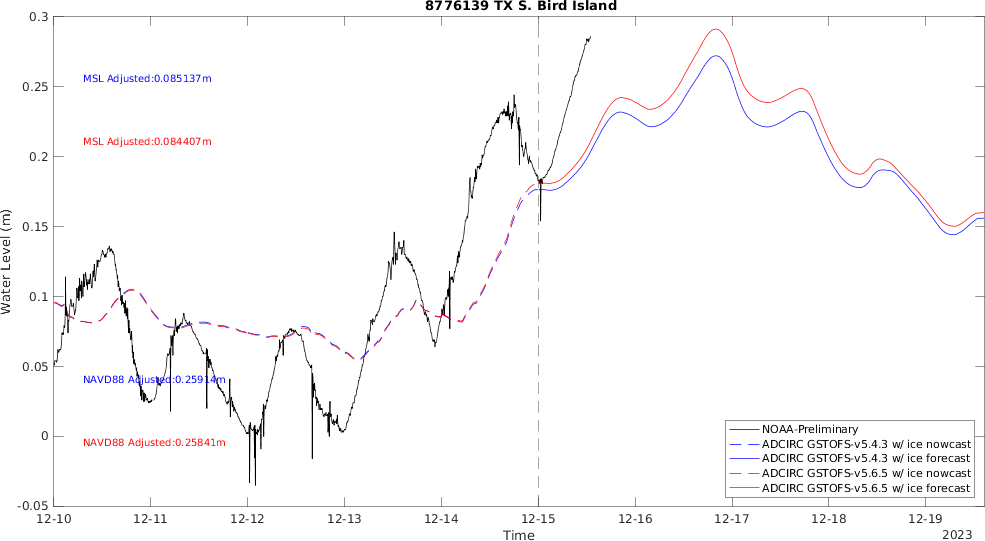 8776139 TX S. Bird Island
0.3
0.25
0.2
0.15
0.1
0.05
0
-0.05
Water Level (m)
MSL Adjusted:0.085137m
MSL Adjusted:0.084407m
NAVD88 Adjusted:0.25914m
NAVD88 Adjusted:0.25841m
NOAA-Preliminary
ADCIRC GSTOFS-v5.4.3 w/ ice nowcast
ADCIRC GSTOFS-v5.4.3 w/ ice forecast
ADCIRC GSTOFS-v5.6.5 w/ ice nowcast
ADCIRC GSTOFS-v5.6.5 w/ ice forecast
12-10 12-11 12-12 12-13 12-14 12-15 12-16 12-17 12-18 12-19
Time
2023